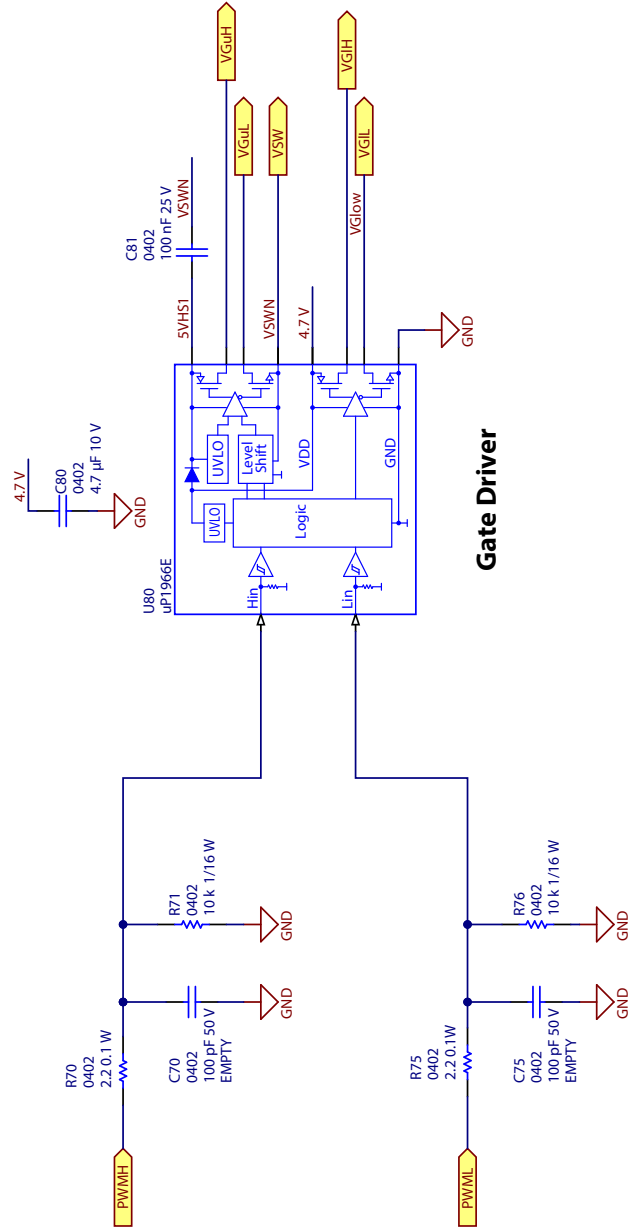 PWMH
R70
0402
2.2 0.1 W
C70
0402
100 pF 50 V
EMPTY
GND
R71
0402
10 k 1/16 W
GND
PWML
R75
0402
2.2 0.1W
C75
0402
100 pF 50 V
EMPTY
GND
R76
0402
10 k 1/16 W
GND
4.7 V
C80
0402
4.7 µF 10 V
GND
U80
uP1966E
Hin
Lin
UVLO
Logic
UVLO
Level
Shift
VDD
GND
5VHS1
C81
0402
100 nF 25 V
VSWN
VSWN
4.7 V
VGlow
GND
VGuH
VGuL
VSW
VGlH
VGlL
Gate Driver